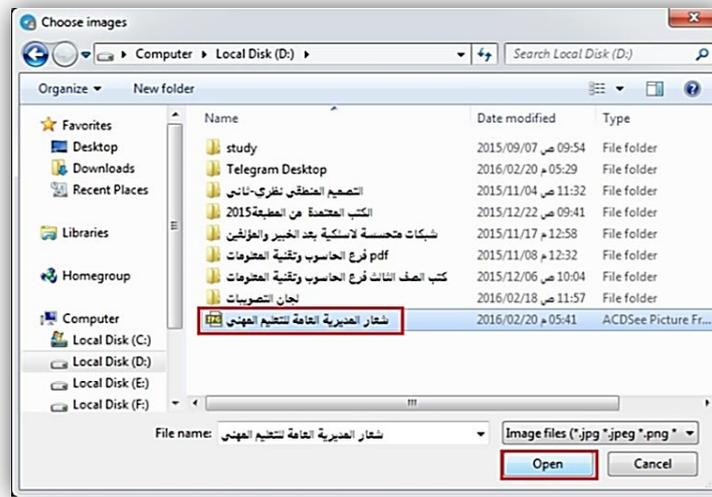 Choose images
Computer Local Disk (D:)
Search Local Disk (D:)
Organize New folder
Name Date modified Type
study 2015/09/07 09:54 ص File folder
Telegram Desktop 2016/02/20 05:29 م File folder
التصميم المنطقي نظري-ثاني 2015/11/04 11:32 ص File folder
الكتب المعتمدة من المطبعة2015 2015/12/22 09:41 ص File folder
شبكات متحسسة لاسلكية بعد الخبير والمؤلفين 2015/11/17 12:58 م File folder
فرع الحاسوب وتقنية المعلومات pdf 2015/11/08 12:32 م File folder
كتب الصف الثالث فرع الحاسوب وتقنية المعلومات 2015/12/06 10:04 ص File folder
لجان التصويبات 2016/02/18 11:57 ص File folder
شعار المديرية العامة للتعليم المهني 2016/02/20 05:41 م ACDSee Picture Fr...
Favorites
Desktop
Downloads
Recent Places
Libraries
Homegroup
Computer
Local Disk (C:)
Local Disk (D:)
Local Disk (E:)
Local Disk (F:)
File name: شعار المديرية العامة للتعليم المهني
Image files (*.jpg *.jpeg *.png *
Open Cancel